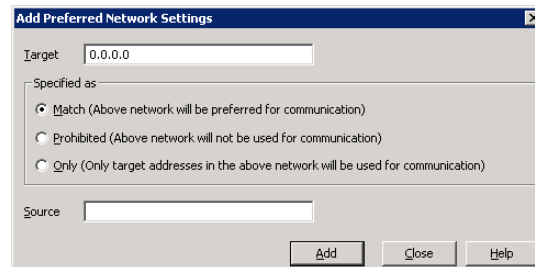 Add Preferred Network Settings
Target 0.0.0.0
Specified as
Match (Above network will be preferred for communication)
Prohibited (Above network will not be used for communication)
Only (Only target addresses in the above network will be used for communication)
Source
Add Close Help